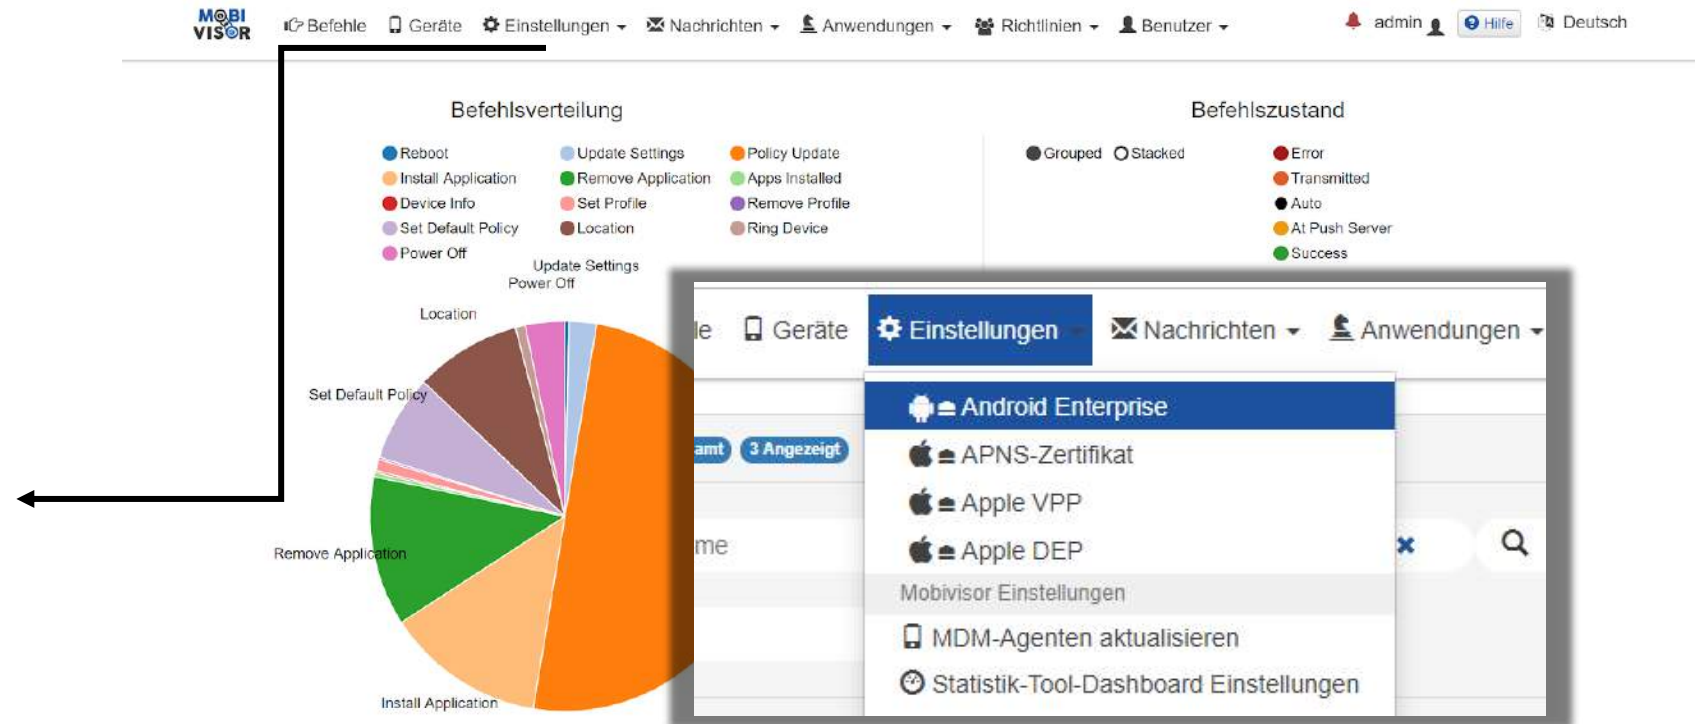 MOBI
VISOR
Befehle Geräte Einstellungen Nachrichten Anwendungen Richtlinien Benutzer admin Hilfe Deutsch
Befehlsverteilung
Reboot Update Settings Policy Update
Install Application Remove Application Apps Installed
Device Info Set Profile Remove Profile
Set Default Policy Location Ring Device
Power Off
Befehlszustand
Grouped Stacked
Error
Transmitted
Auto
At Push Server
Success
Update Settings
Power Off
Location
Set Default Policy
Remove Application
Install Application
le Geräte Einstellungen Nachrichten Anwendungen
Android Enterprise
amt 3 Angezeigt
APNS-Zertifikat
Apple VPP
me
Apple DEP
Mobivisor Einstellungen
MDM-Agenten aktualisieren
Statistik-Tool-Dashboard Einstellungen